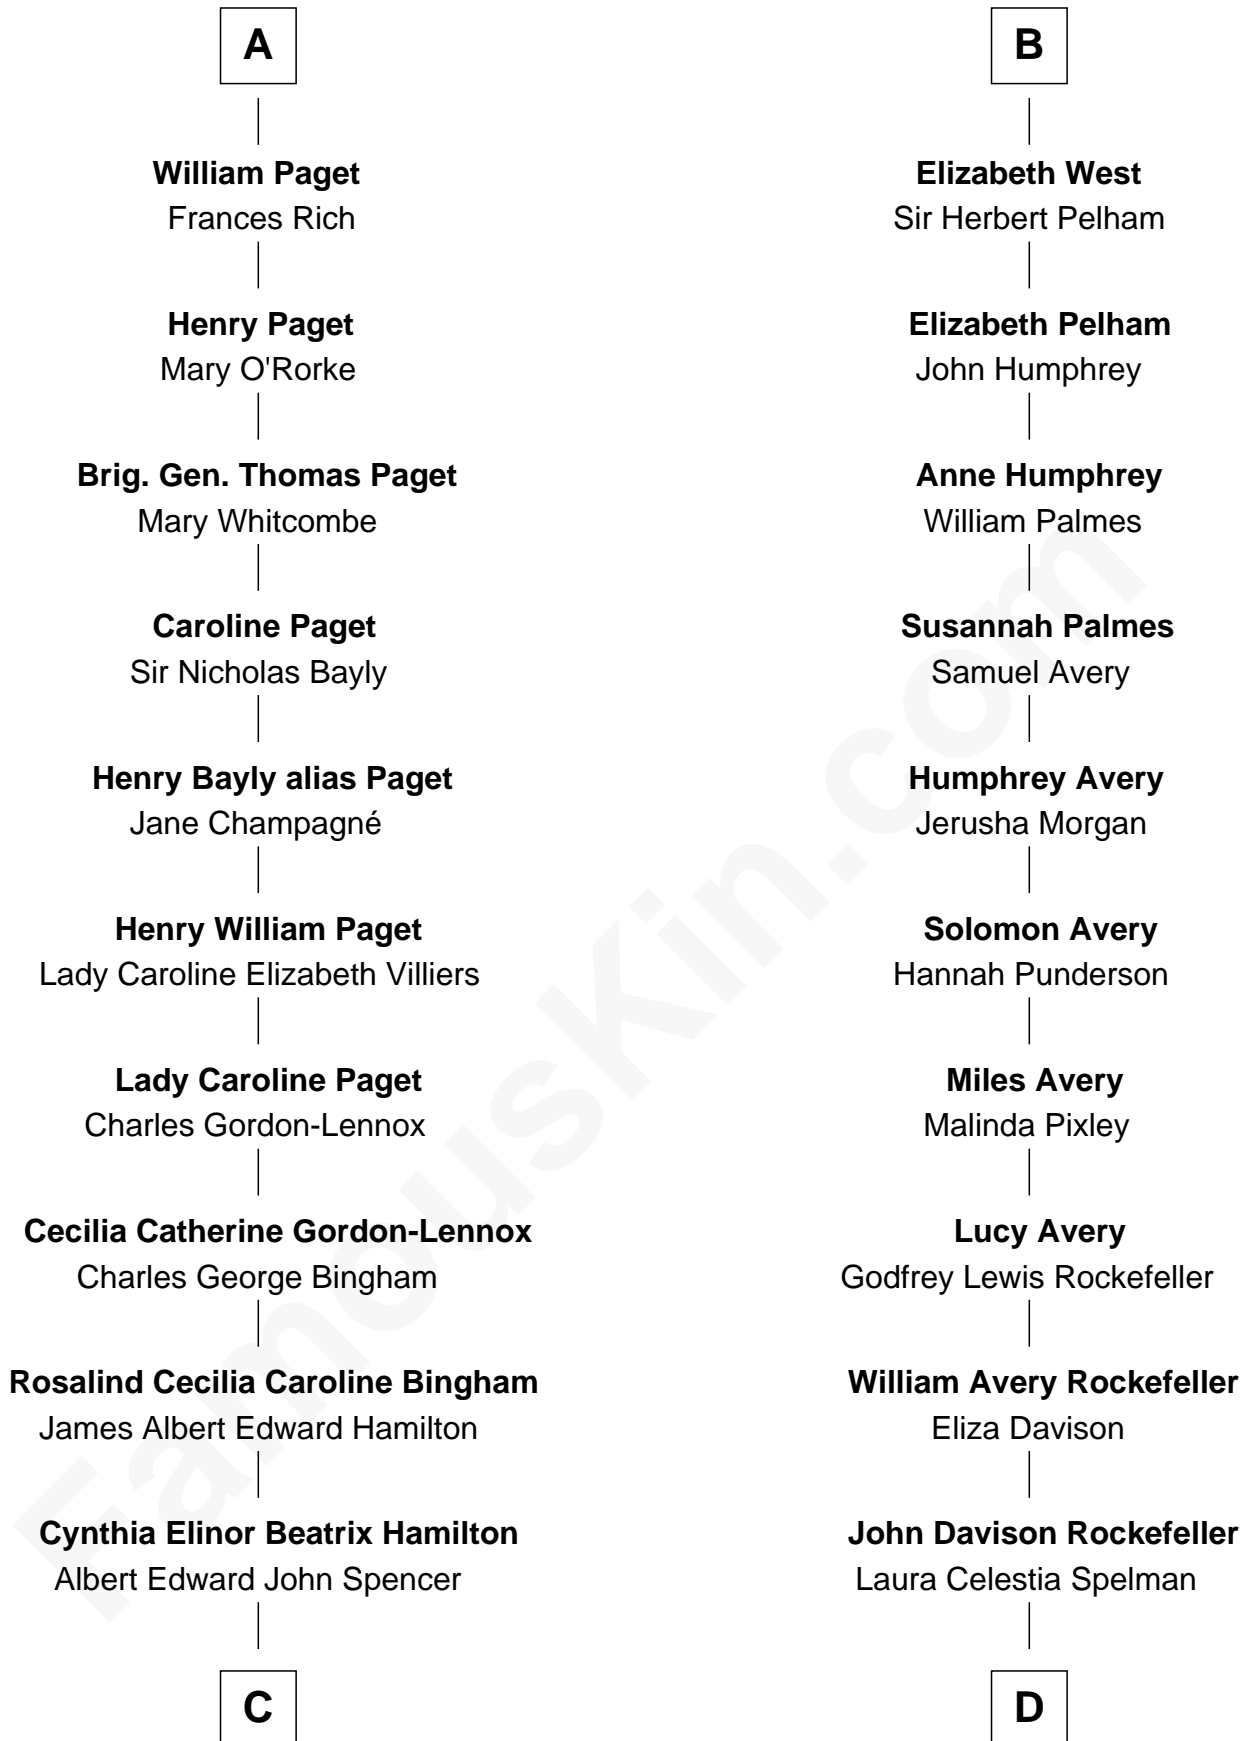 A
William Paget
Frances Rich
Henry Paget
Mary O'Rorke
Brig. Gen. Thomas Paget
Mary Whitcombe
Caroline Paget
Sir Nicholas Bayly
Henry Bayly alias Paget
Jane Champagné
Henry William Paget
Lady Caroline Elizabeth Villiers
Lady Caroline Paget
Charles Gordon-Lennox
Cecilia Catherine Gordon-Lennox
Charles George Bingham
Rosalind Cecilia Caroline Bingham
James Albert Edward Hamilton
Cynthia Elinor Beatrix Hamilton
Albert Edward John Spencer
C
B
Elizabeth West
Sir Herbert Pelham
Elizabeth Pelham
John Humphrey
Anne Humphrey
William Palmes
Susannah Palmes
Samuel Avery
Humphrey Avery
Jerusha Morgan
Solomon Avery
Hannah Punderson
Miles Avery
Malinda Pixley
Lucy Avery
Godfrey Lewis Rockefeller
William Avery Rockefeller
Eliza Davison
John Davison Rockefeller
Laura Celestia Spelman
D
FamousKin.com